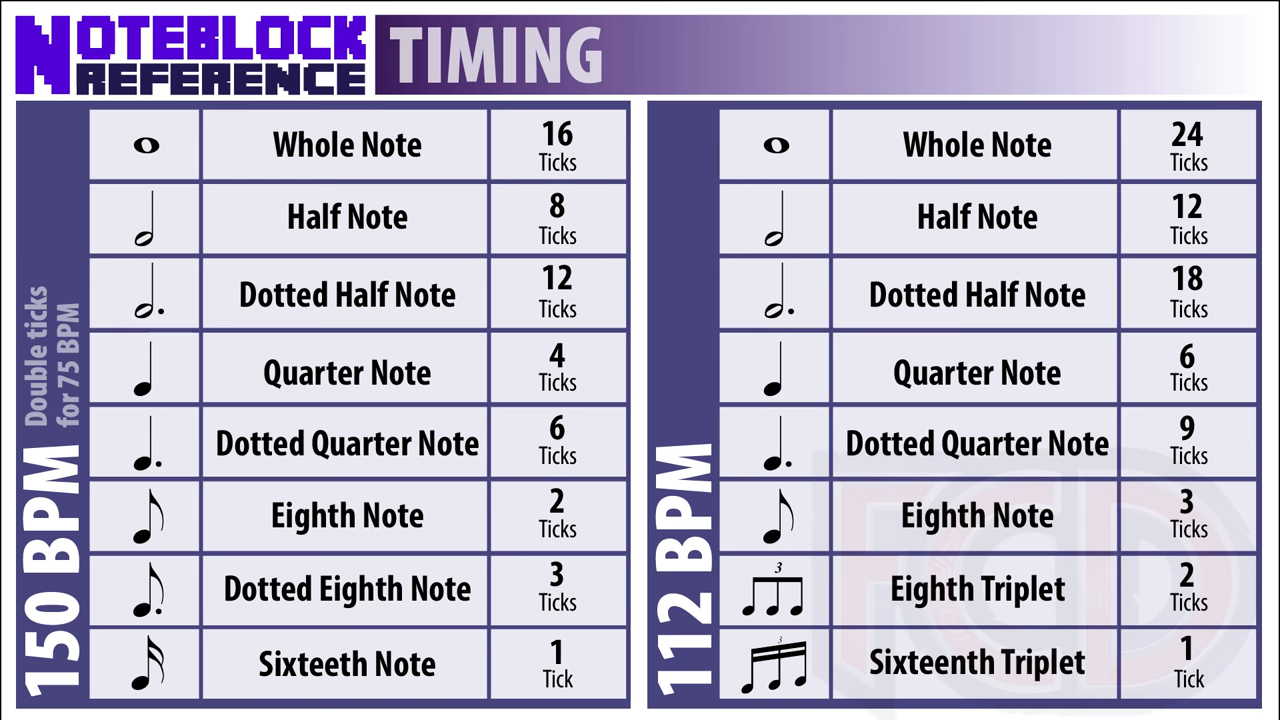 NOTEBLOCK
REFERENCE
TIMING
150 BPM
Double ticks
for 75 BPM
Whole Note
16
Ticks
Half Note
8
Ticks
Dotted Half Note
12
Ticks
Quarter Note
4
Ticks
Dotted Quarter Note
6
Ticks
Eighth Note
2
Ticks
Dotted Eighth Note
3
Ticks
Sixteeth Note
1
Tick
112 BPM
Whole Note
24
Ticks
Half Note
12
Ticks
Dotted Half Note
18
Ticks
Quarter Note
6
Ticks
Dotted Quarter Note
9
Ticks
Eighth Note
3
Ticks
3
Eighth Triplet
2
Ticks
3
Sixteenth Triplet
1
Tick